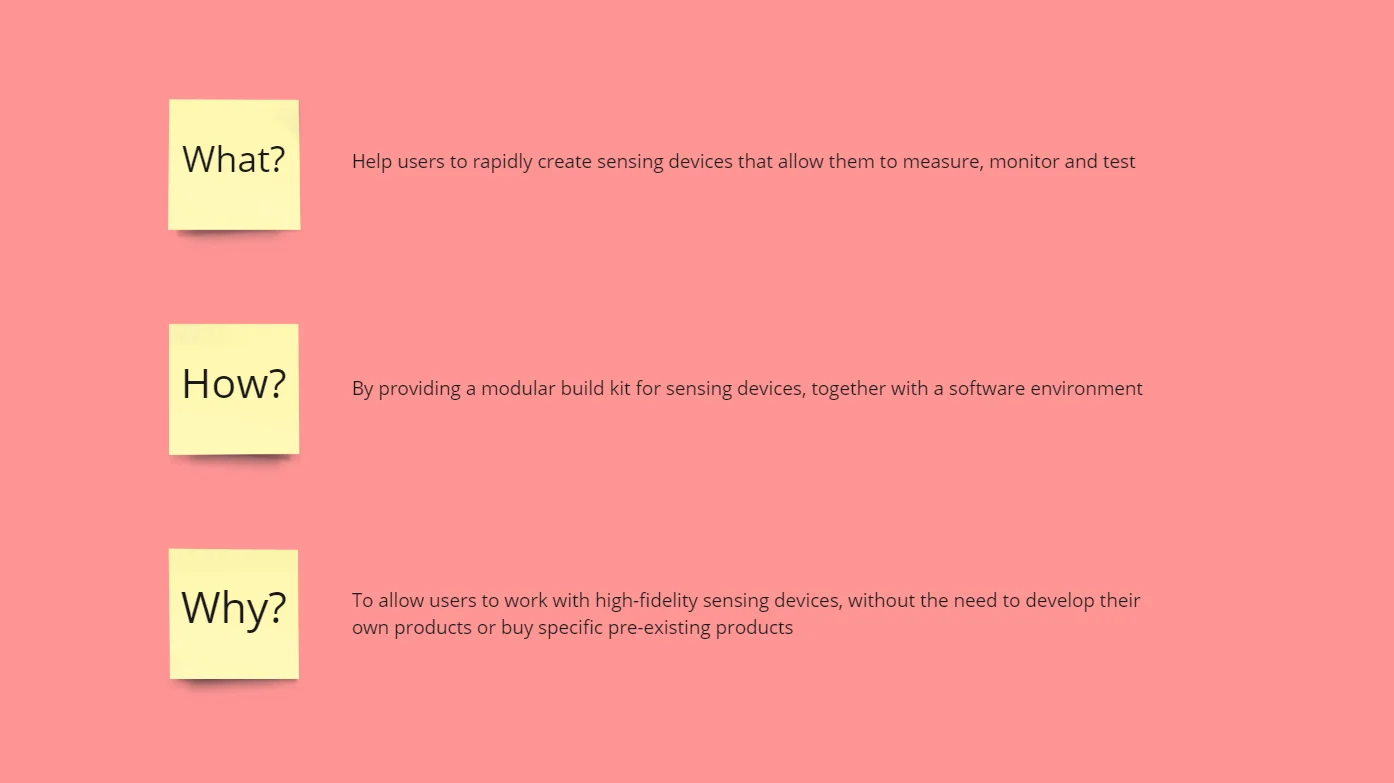 What?
Help users to rapidly create sensing devices that allow them to measure, monitor and test
How?
By providing a modular build kit for sensing devices, together with a software environment
Why?
To allow users to work with high-fidelity sensing devices, without the need to develop their
own products or buy specific pre-existing products